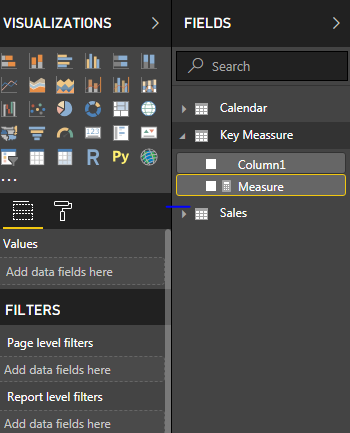 VISUALIZATIONS
R
Py
...
Values
Add data fields here
FILTERS
Page level filters
Add data fields here
Report level filters
Add data fields here
FIELDS
Search
Calendar
Key Meassure
Column1
Measure
Sales